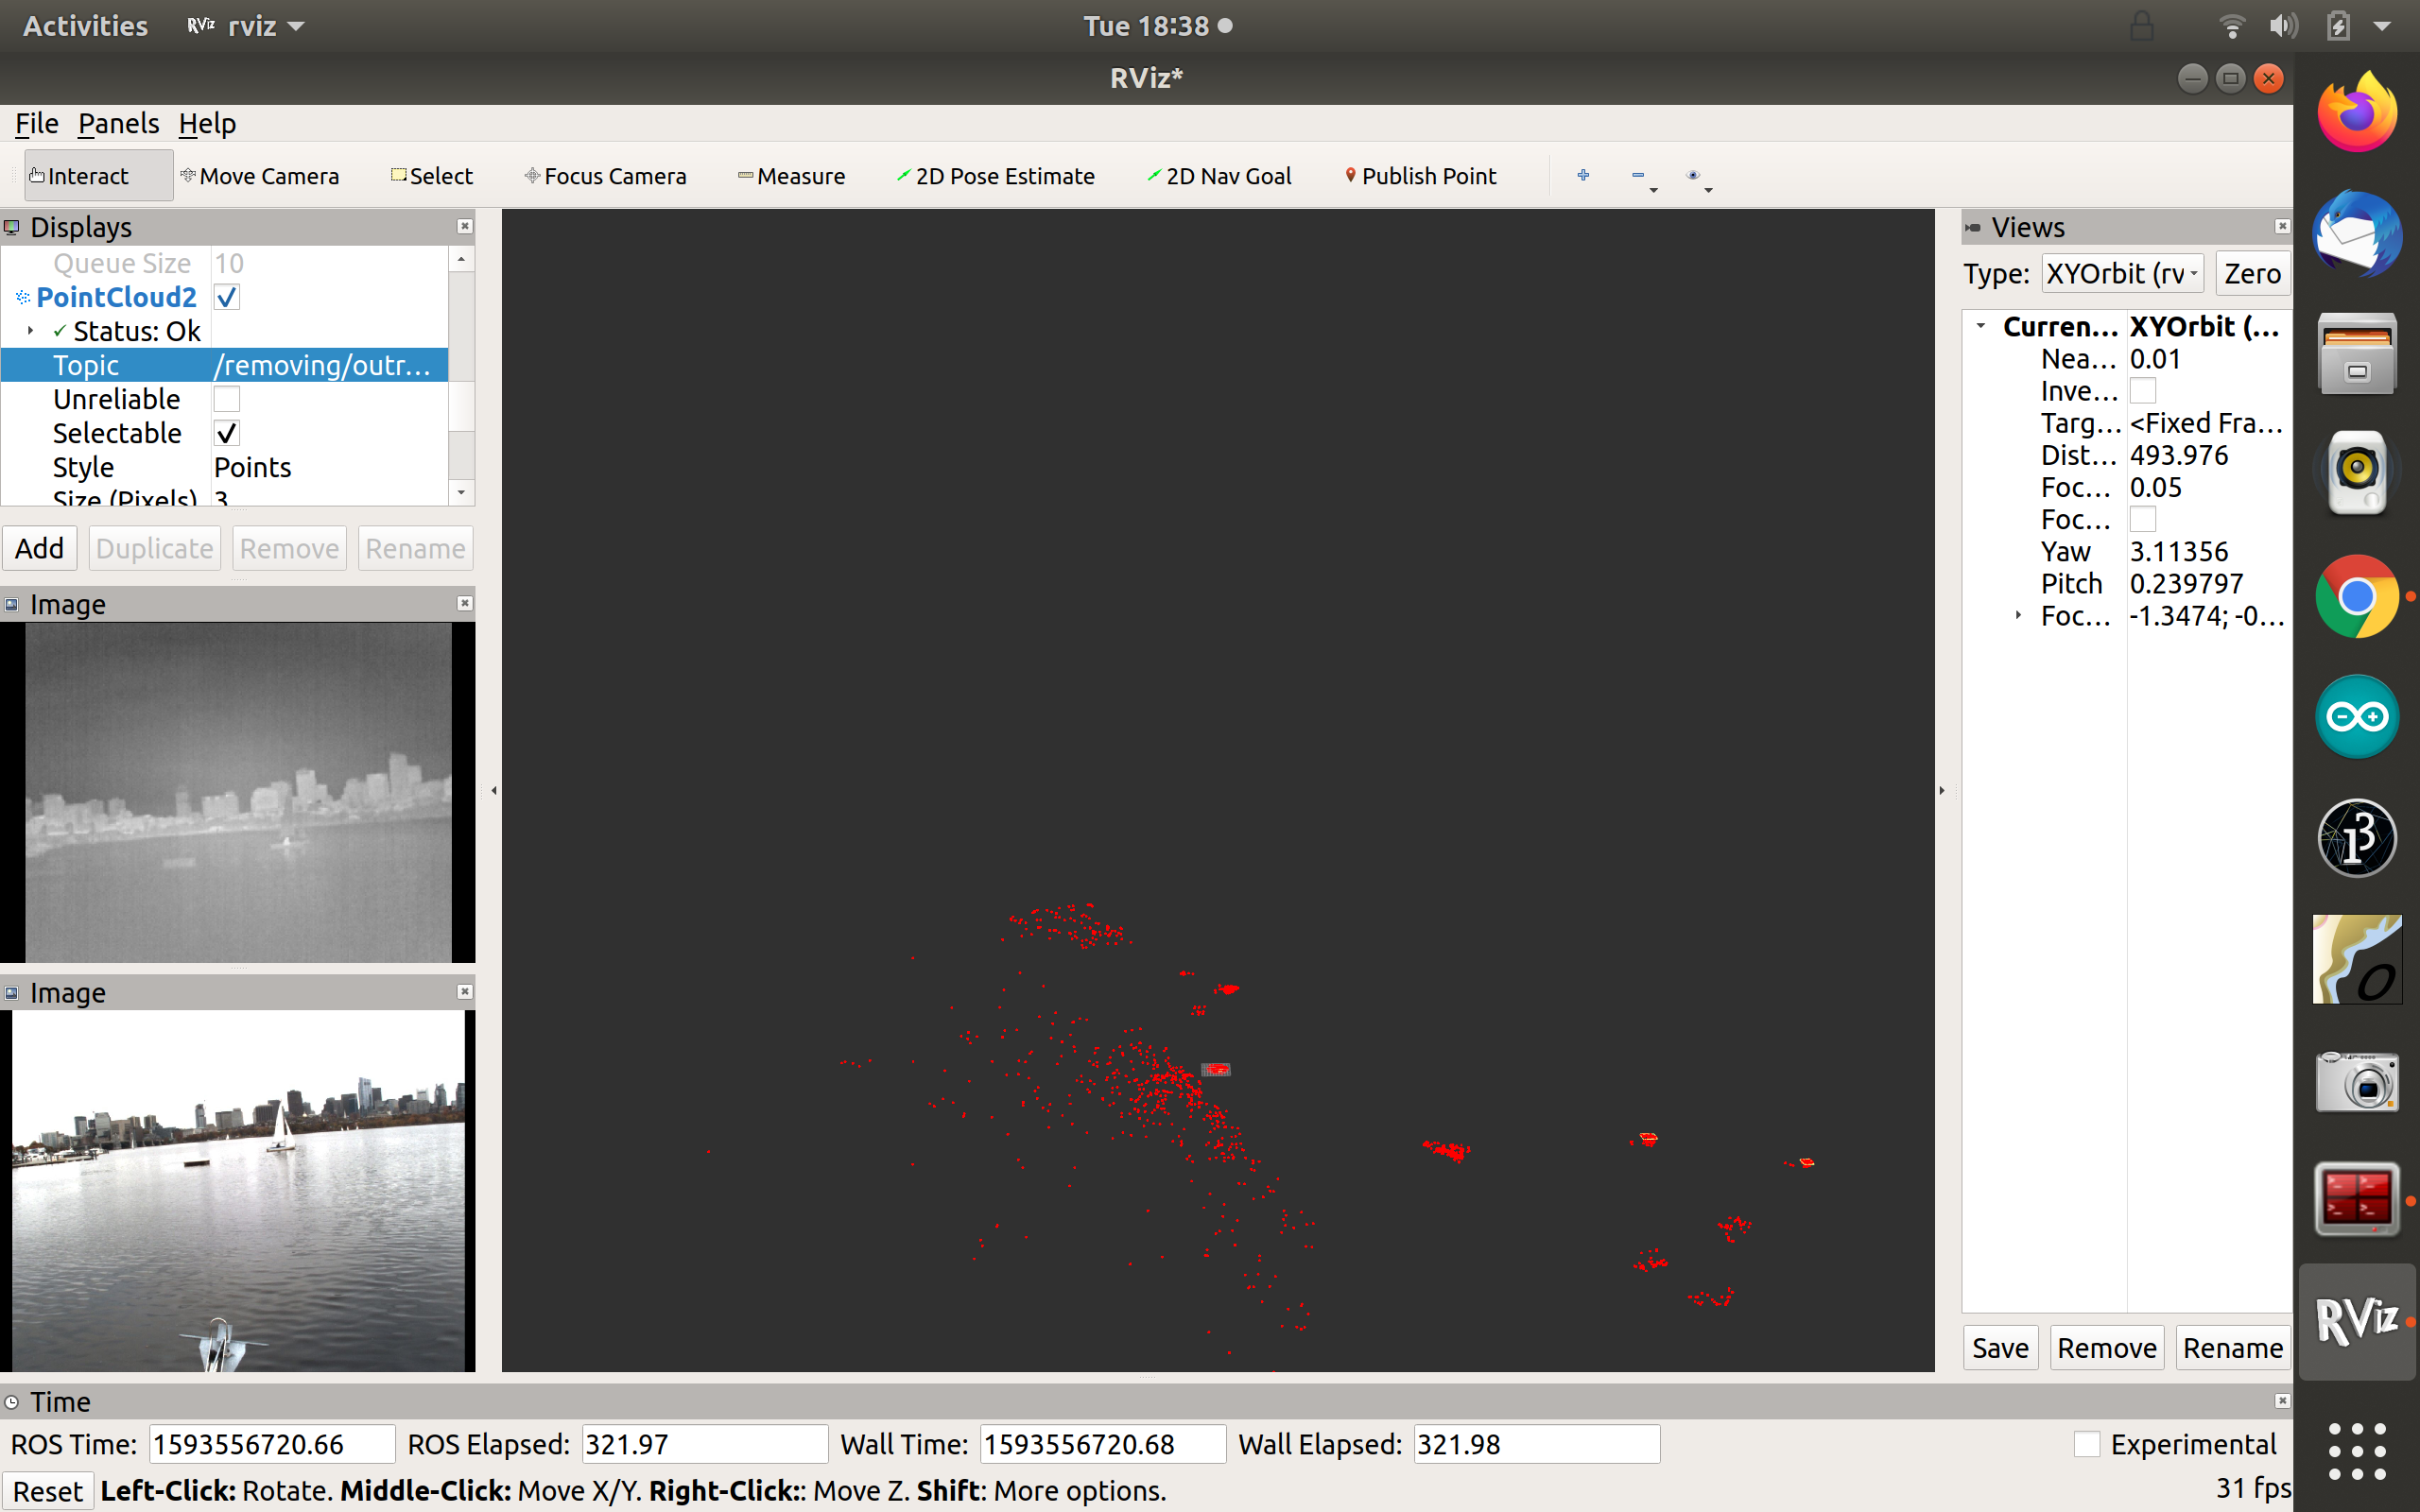 Activities RViz rviz Tue 18:38
RViz*
File Panels Help
Interact Move Camera Select Focus Camera Measure 2D Pose Estimate 2D Nav Goal Publish Point
Displays
Queue Size 10
PointCloud2
Status: Ok
Topic /removing/outr...
Unreliable
Selectable
Style Points
Size (Pixels) 3
Add Duplicate Remove Rename
Image
Image
Views
Type: XYOrbit (rv Zero
Curren... XYOrbit (...
Nea... 0.01
Inve...
Targ... <Fixed Fra...
Dist... 493.976
Foc... 0.05
Foc...
Yaw 3.11356
Pitch 0.239797
Foc... -1.3474; -0...
Save Remove Rename
RViz
Time
ROS Time: 1593556720.66 ROS Elapsed: 321.97 Wall Time: 1593556720.68 Wall Elapsed: 321.98 Experimental
Reset Left-Click: Rotate. Middle-Click: Move X/Y. Right-Click:: Move Z. Shift: More options. 31 fps